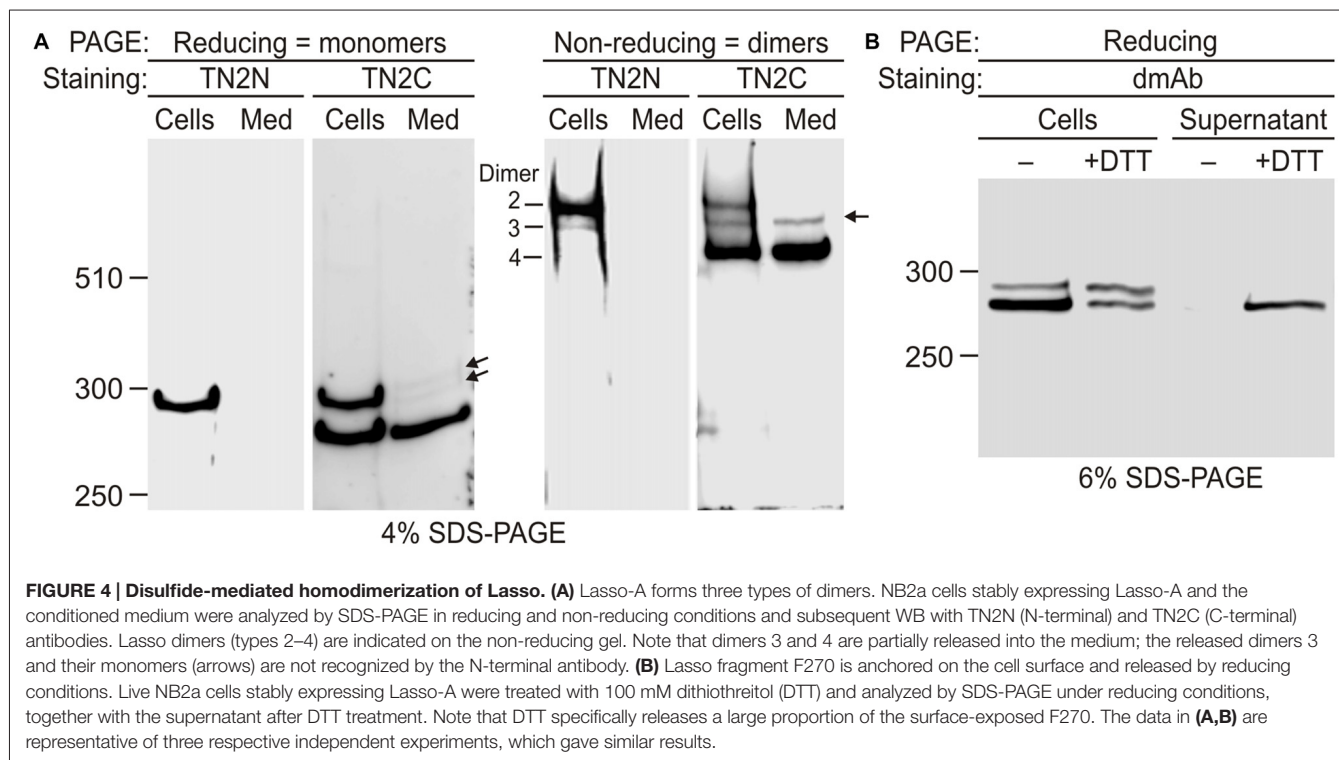 A PAGE: Reducing = monomers Non-reducing = dimers
Staining: TN2N TN2C TN2N TN2C
Cells Med Cells Med Cells Med Cells Med
Dimer
2
3
4
510
300
250
4% SDS-PAGE
B PAGE: Reducing
Staining: dmAb
Cells Supernatant
– +DTT – +DTT
300
250
6% SDS-PAGE
FIGURE 4 | Disulfide-mediated homodimerization of Lasso. (A) Lasso-A forms three types of dimers. NB2a cells stably expressing Lasso-A and the
conditioned medium were analyzed by SDS-PAGE in reducing and non-reducing conditions and subsequent WB with TN2N (N-terminal) and TN2C (C-terminal)
antibodies. Lasso dimers (types 2–4) are indicated on the non-reducing gel. Note that dimers 3 and 4 are partially released into the medium; the released dimers 3
and their monomers (arrows) are not recognized by the N-terminal antibody. (B) Lasso fragment F270 is anchored on the cell surface and released by reducing
conditions. Live NB2a cells stably expressing Lasso-A were treated with 100 mM dithiothreitol (DTT) and analyzed by SDS-PAGE under reducing conditions,
together with the supernatant after DTT treatment. Note that DTT specifically releases a large proportion of the surface-exposed F270. The data in (A,B) are
representative of three respective independent experiments, which gave similar results.